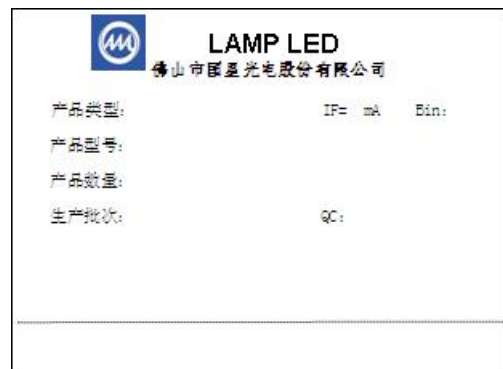 LAMP LED
佛山市国星光电股份有限公司
产品类型: IF= mA Bin:
产品型号:
产品数量:
生产批次: QC: